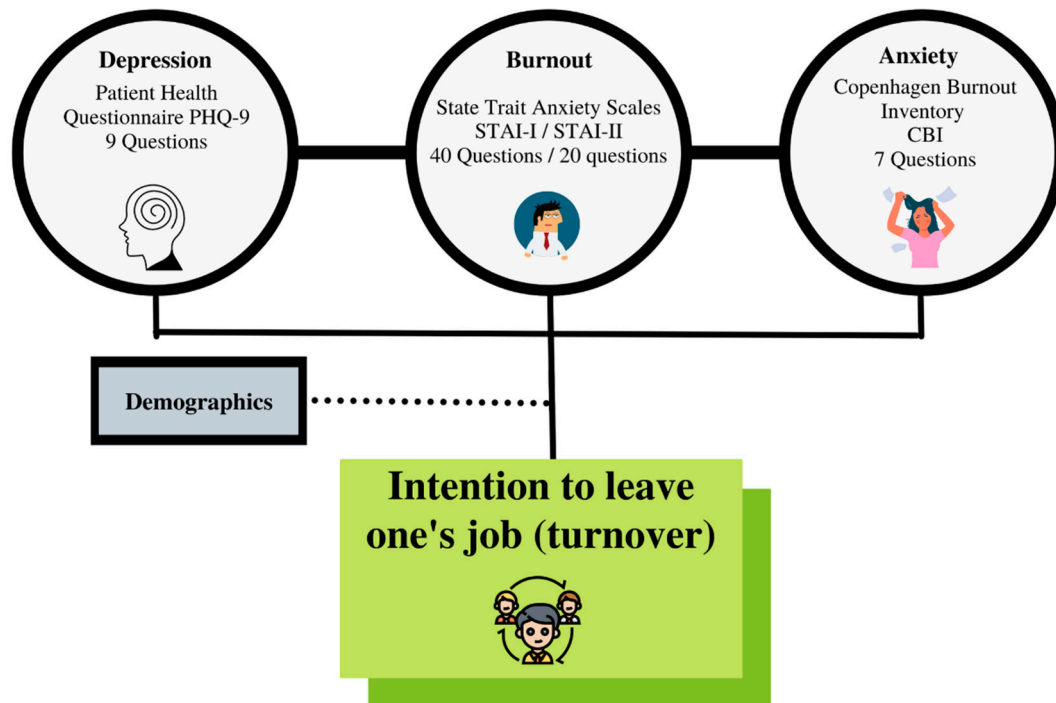 Depression
Patient Health
Questionnaire PHQ-9
9 Questions
Burnout
State Trait Anxiety Scales
STAI-I / STAI-II
40 Questions / 20 questions
Anxiety
Copenhagen Burnout
Inventory
CBI
7 Questions
Demographics
Intention to leave
one's job (turnover)